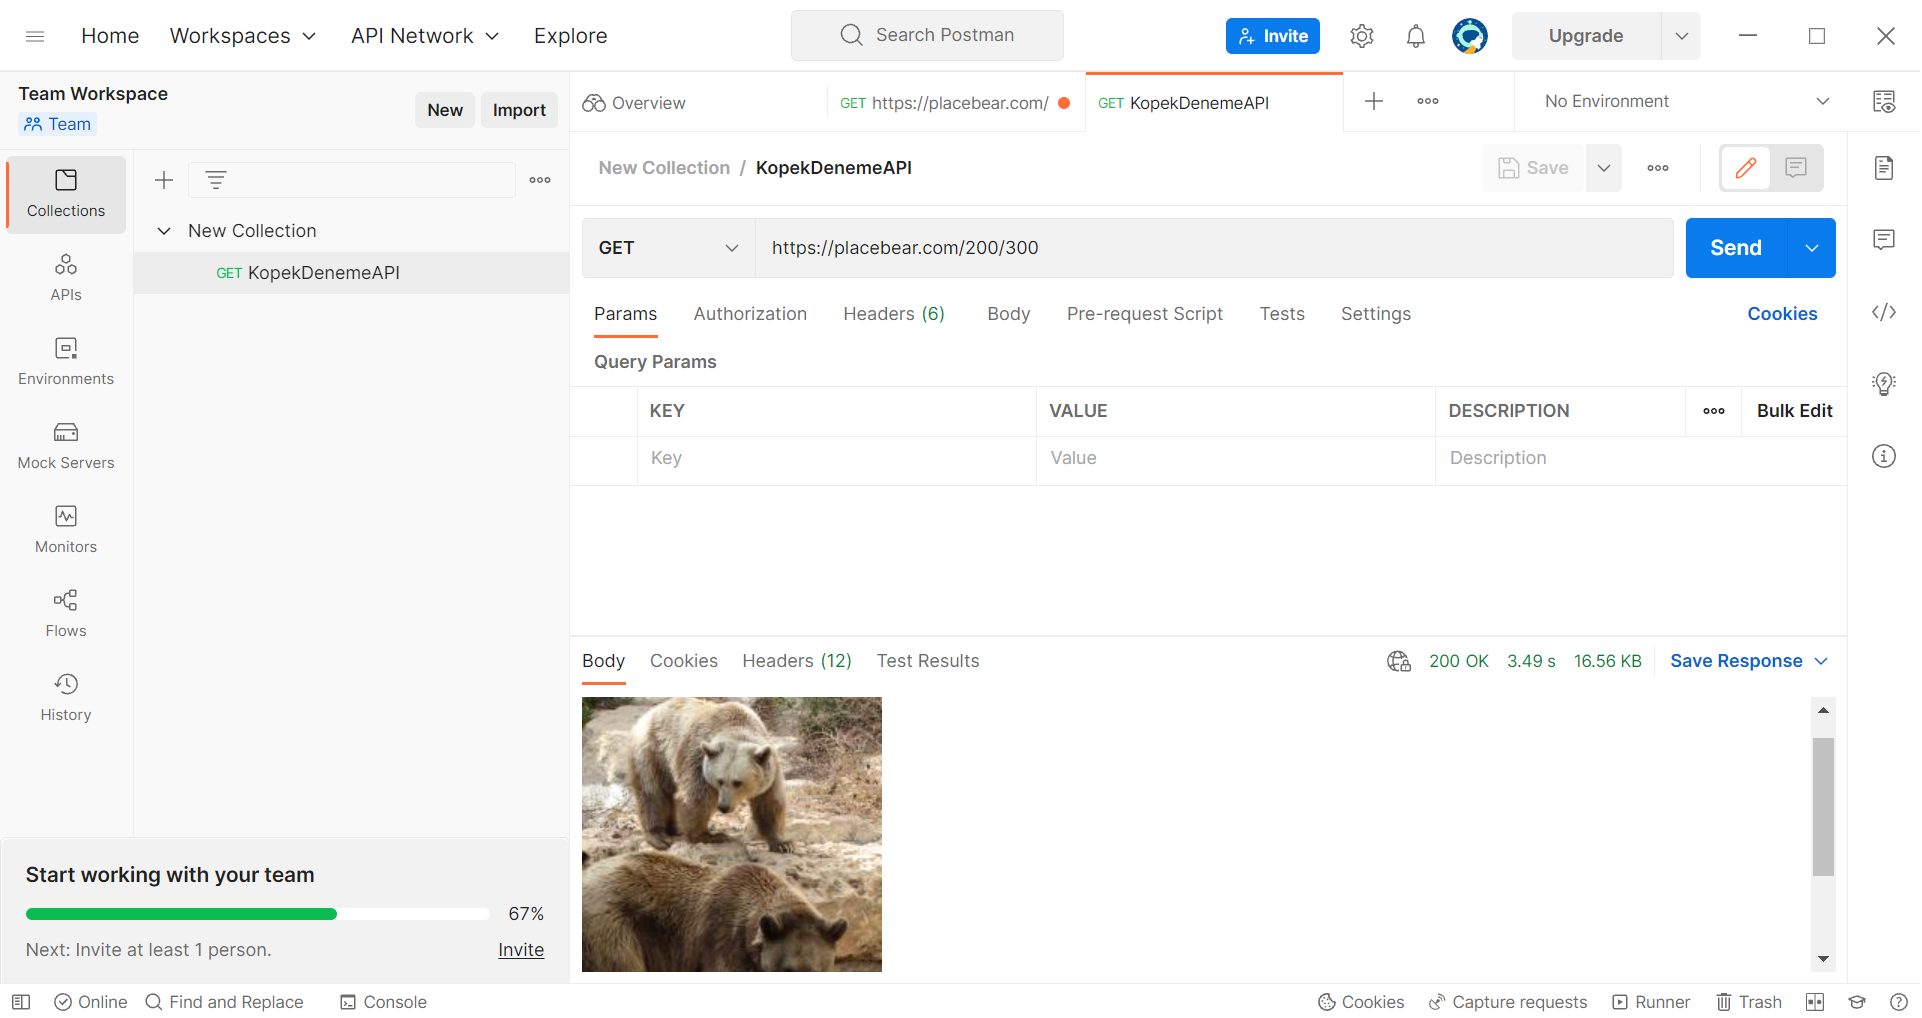 Home Workspaces API Network Explore Search Postman Invite Upgrade
Team Workspace
Team
New Import
Overview GET https://placebear.com/ GET KopekDenemeAPI No Environment
Collections
APIs
Environments
Mock Servers
Monitors
Flows
History
New Collection
GET KopekDenemeAPI
New Collection / KopekDenemeAPI Save
GET https://placebear.com/200/300 Send
Params Authorization Headers (6) Body Pre-request Script Tests Settings Cookies
Query Params
KEY VALUE DESCRIPTION Bulk Edit
Key Value Description
Body Cookies Headers (12) Test Results 200 OK 3.49 s 16.56 KB Save Response
Start working with your team
67%
Next: Invite at least 1 person. Invite
Online Find and Replace Console Cookies Capture requests Runner Trash